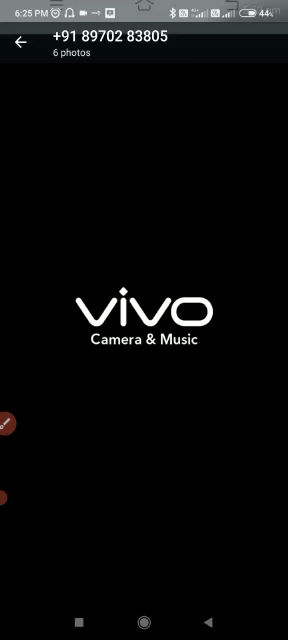 6:25 PM
44%
+91 89702 83805
6 photos
vivo
Camera & Music